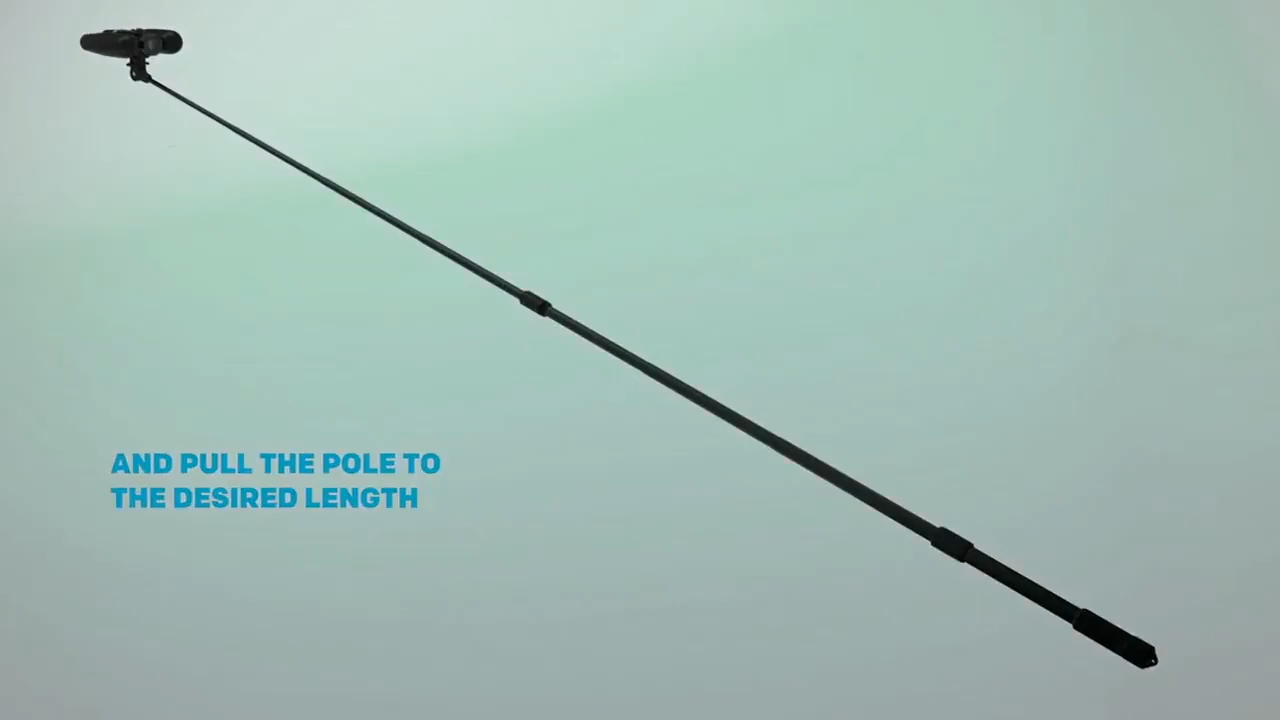 AND PULL THE POLE TO
THE DESIRED LENGTH